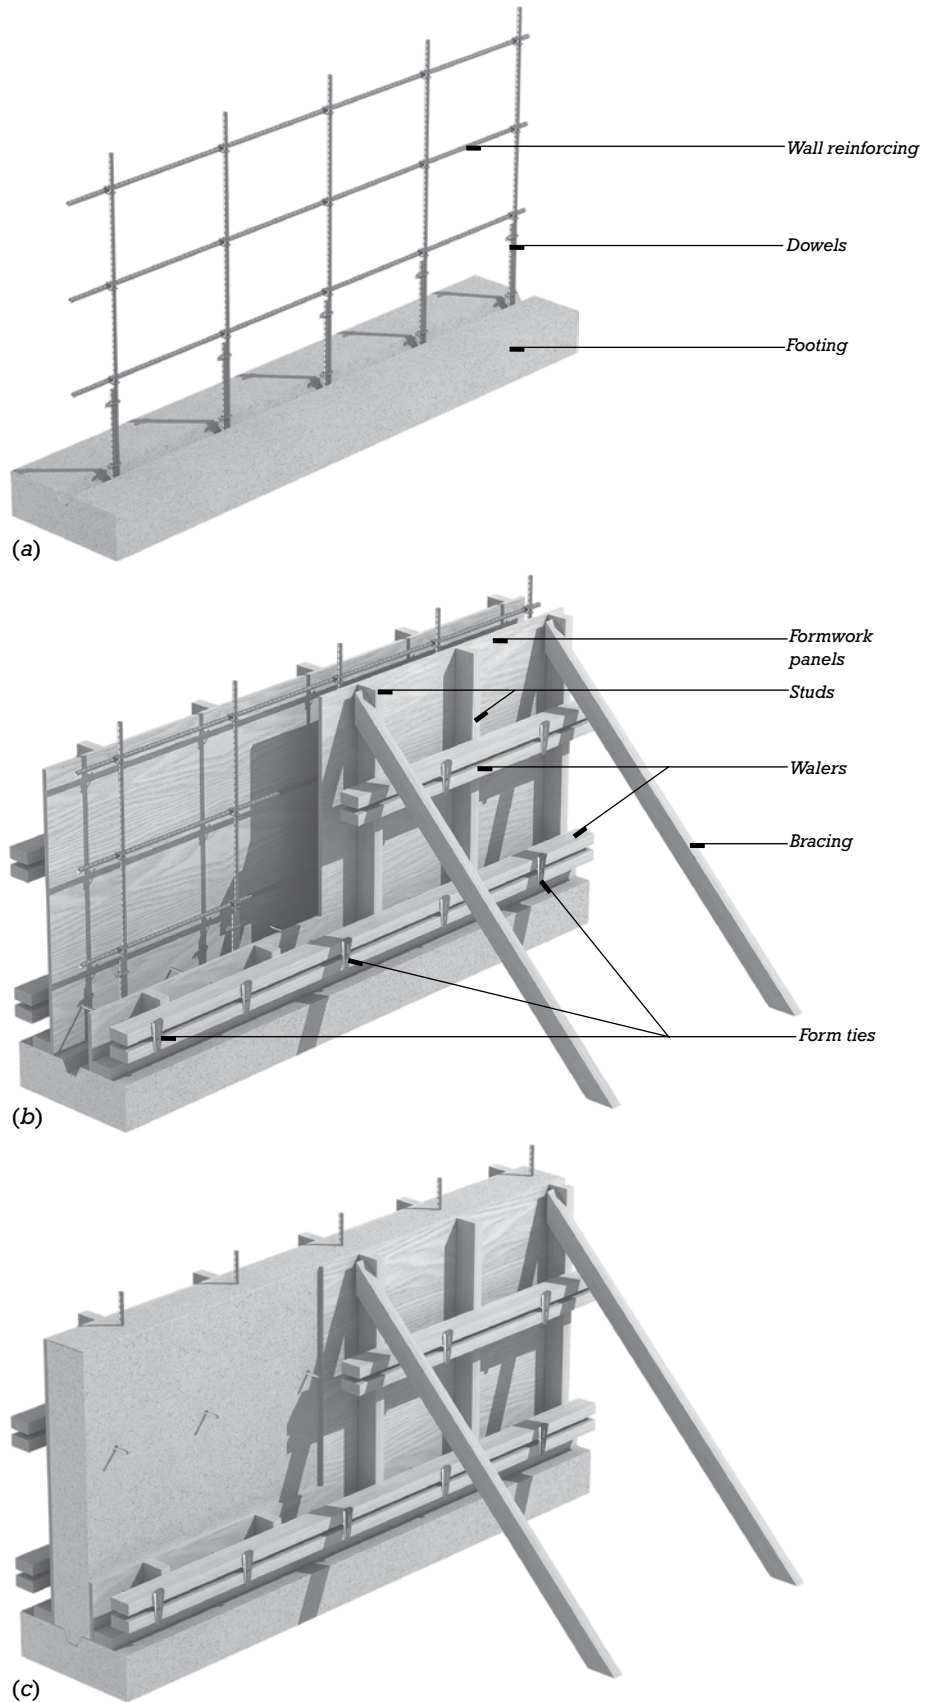 Wall reinforcing
Dowels
Footing
(a)
Formwork
panels
Studs
Walers
Bracing
Form ties
(b)
(c)